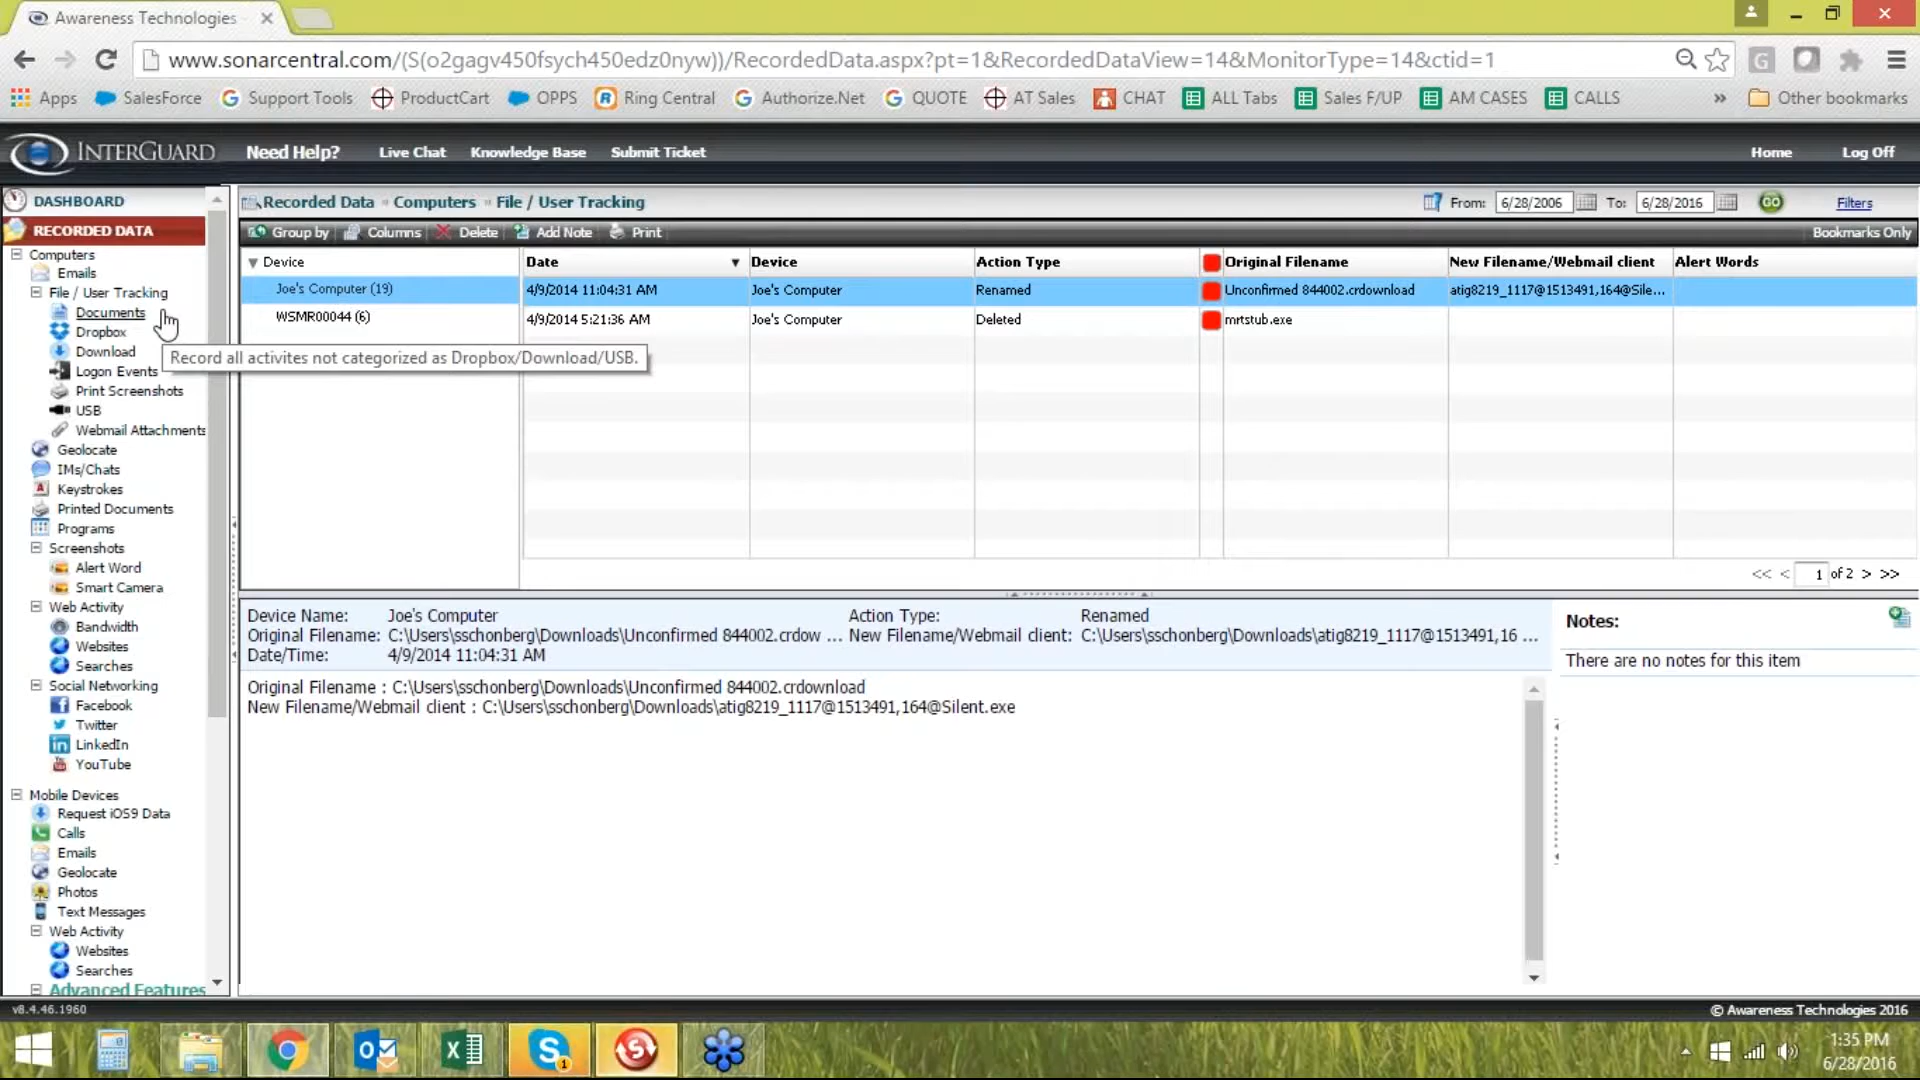 Awareness Technologies
www.sonarcentral.com/(S(o2gagv450fsych450edz0nyw))/RecordedData.aspx?pt=1&RecordedDataView=14&MonitorType=14&ctid=1
Apps SalesForce Support Tools ProductCart OPPS Ring Central Authorize.Net QUOTE AT Sales CHAT ALL Tabs Sales F/UP AM CASES CALLS » Other bookmarks
INTERGUARD Need Help? Live Chat Knowledge Base Submit Ticket Home Log Off
DASHBOARD
RECORDED DATA
Computers
Emails
File / User Tracking
Documents
Dropbox
Download
Logon Events
Print Screenshots
USB
Webmail Attachments
Geolocate
IMs/Chats
Keystrokes
Printed Documents
Programs
Screenshots
Alert Word
Smart Camera
Web Activity
Bandwidth
Websites
Searches
Social Networking
Facebook
Twitter
LinkedIn
YouTube
Mobile Devices
Request iOS9 Data
Calls
Emails
Geolocate
Photos
Text Messages
Web Activity
Websites
Searches
Advanced Features
Record all activites not categorized as Dropbox/Download/USB.
Recorded Data » Computers » File / User Tracking From: 6/28/2006 To: 6/28/2016 GO Filters
Group by Columns Delete Add Note Print Bookmarks Only
Device
Joe's Computer (19)
WSMR00044 (6)
Date Device Action Type Original Filename New Filename/Webmail client Alert Words
4/9/2014 11:04:31 AM Joe's Computer Renamed Unconfirmed 844002.crdownload atig8219_1117@1513491,164@Sile...
4/9/2014 5:21:36 AM Joe's Computer Deleted mrtstub.exe
<< < 1 of 2 > >>
Device Name: Joe's Computer Action Type: Renamed
Original Filename: C:\Users\sschonberg\Downloads\Unconfirmed 844002.crdow ... New Filename/Webmail client: C:\Users\sschonberg\Downloads\atig8219_1117@1513491,16 ...
Date/Time: 4/9/2014 11:04:31 AM
Original Filename : C:\Users\sschonberg\Downloads\Unconfirmed 844002.crdownload
New Filename/Webmail client : C:\Users\sschonberg\Downloads\atig8219_1117@1513491,164@Silent.exe
Notes:
There are no notes for this item
v8.4.46.1960 © Awareness Technologies 2016
1:35 PM
6/28/2016